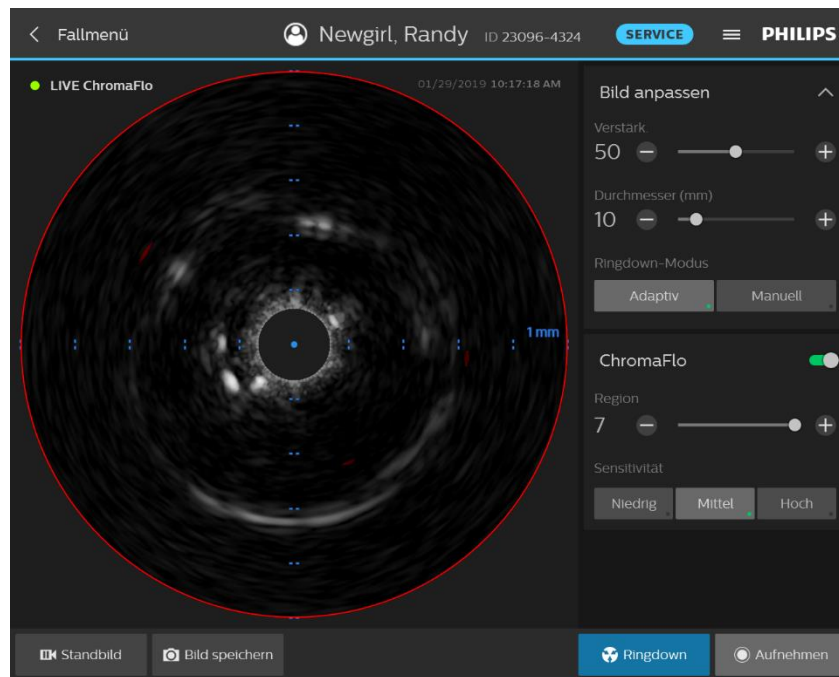 Fallmenü
Newgirl, Randy ID 23096-4324
SERVICE
PHILIPS
LIVE ChromaFlo
01/29/2019 10:17:18 AM
1 mm
Bild anpassen
Verstärk.
50
Durchmesser (mm)
10
Ringdown-Modus
Adaptiv
Manuell
ChromaFlo
Region
7
Sensitivität
Niedrig
Mittel
Hoch
Standbild
Bild speichern
Ringdown
Aufnehmen